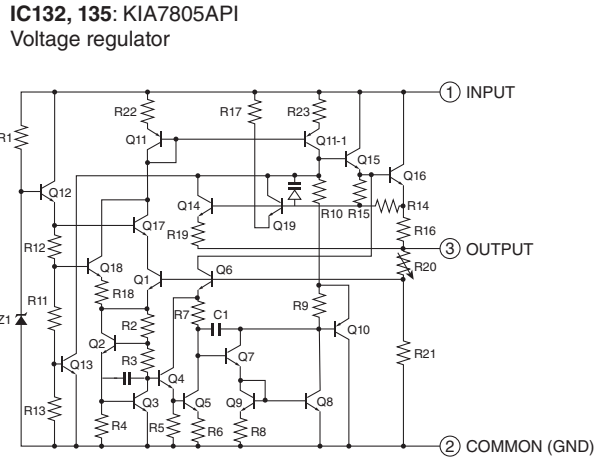 IC132, 135: KIA7805API
Voltage regulator
1 INPUT
R22 R17 R23
R1 Q11 Q11-1
Q15
Q16
Q12
Q14 R10 R15 R14
Q17 R19 Q19 R16
R12 3 OUTPUT
Q18 Q1 Q6 R20
R18
R11 R7 C1 R9
Z1 R2 Q10
Q2 Q7 R21
Q13 R3 Q4
R13 Q3 Q5 Q9 Q8
R4 R5 R6 R8
2 COMMON (GND)